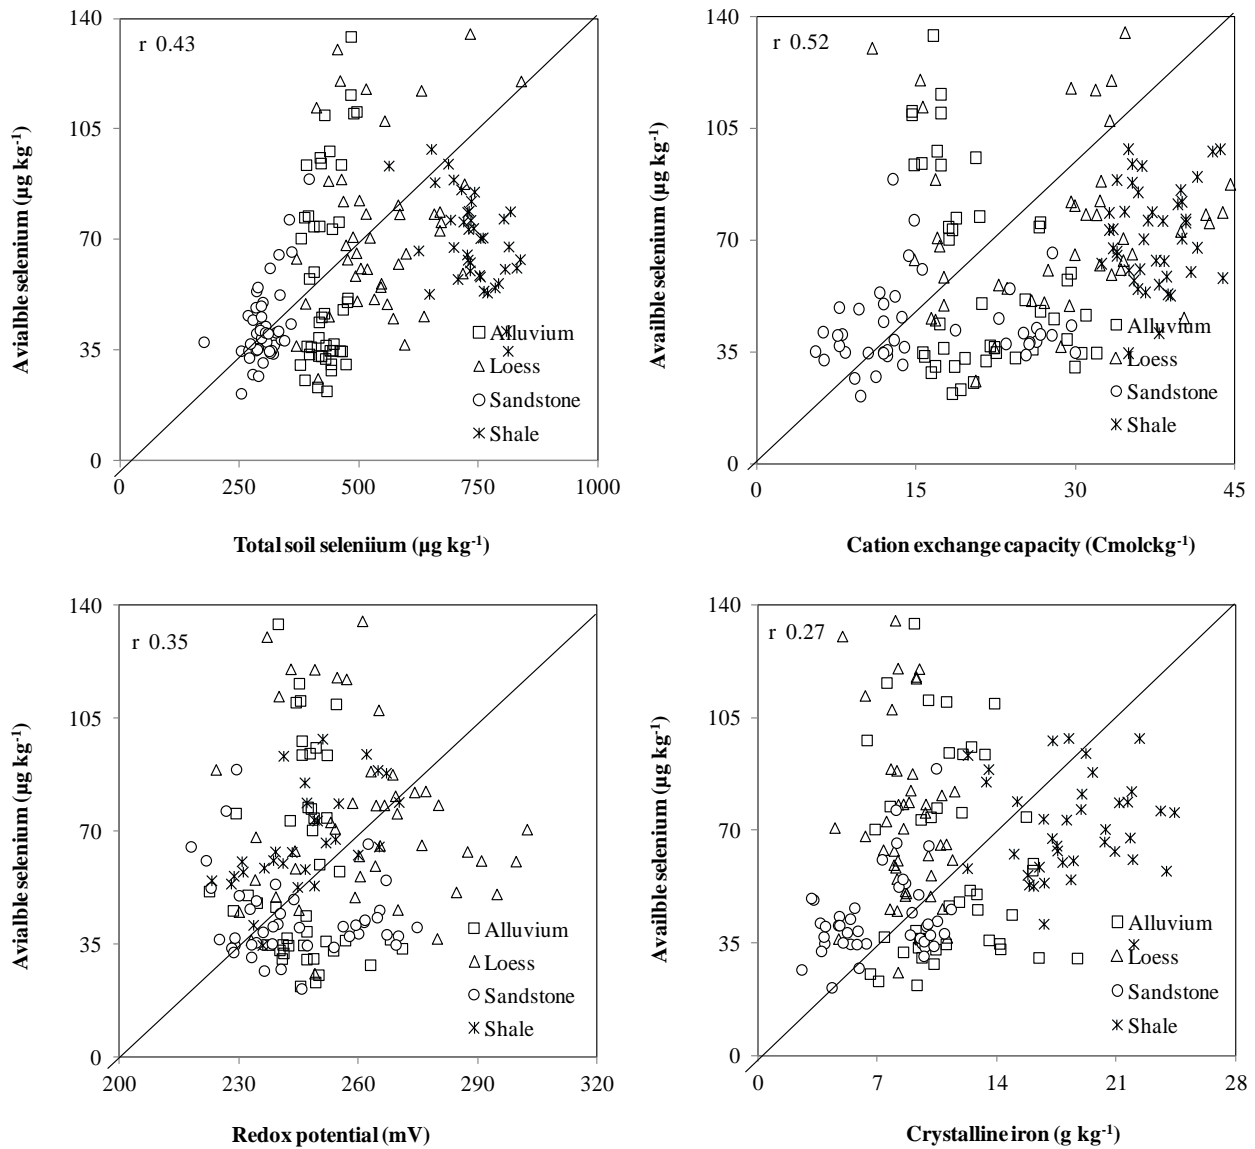 140
105
70
35
0
r 0.43
Avialble selenium (µg kg-1)
Alluvium
Loess
Sandstone
Shale
0 250 500 750 1000
Total soil seleniium (µg kg-1)
140
105
70
35
0
r 0.52
Availble selenium (µg kg-1)
Alluvium
Loess
Sandstone
Shale
0 15 30 45
Cation exchange capacity (Cmolckg-1)
140
105
70
35
0
r 0.35
Avialble selenium (µg kg-1)
Alluvium
Loess
Sandstone
Shale
200 230 260 290 320
Redox potential (mV)
140
105
70
35
0
r 0.27
Availble selenium (µg kg-1)
Alluvium
Loess
Sandstone
Shale
0 7 14 21 28
Crystalline iron (g kg-1)